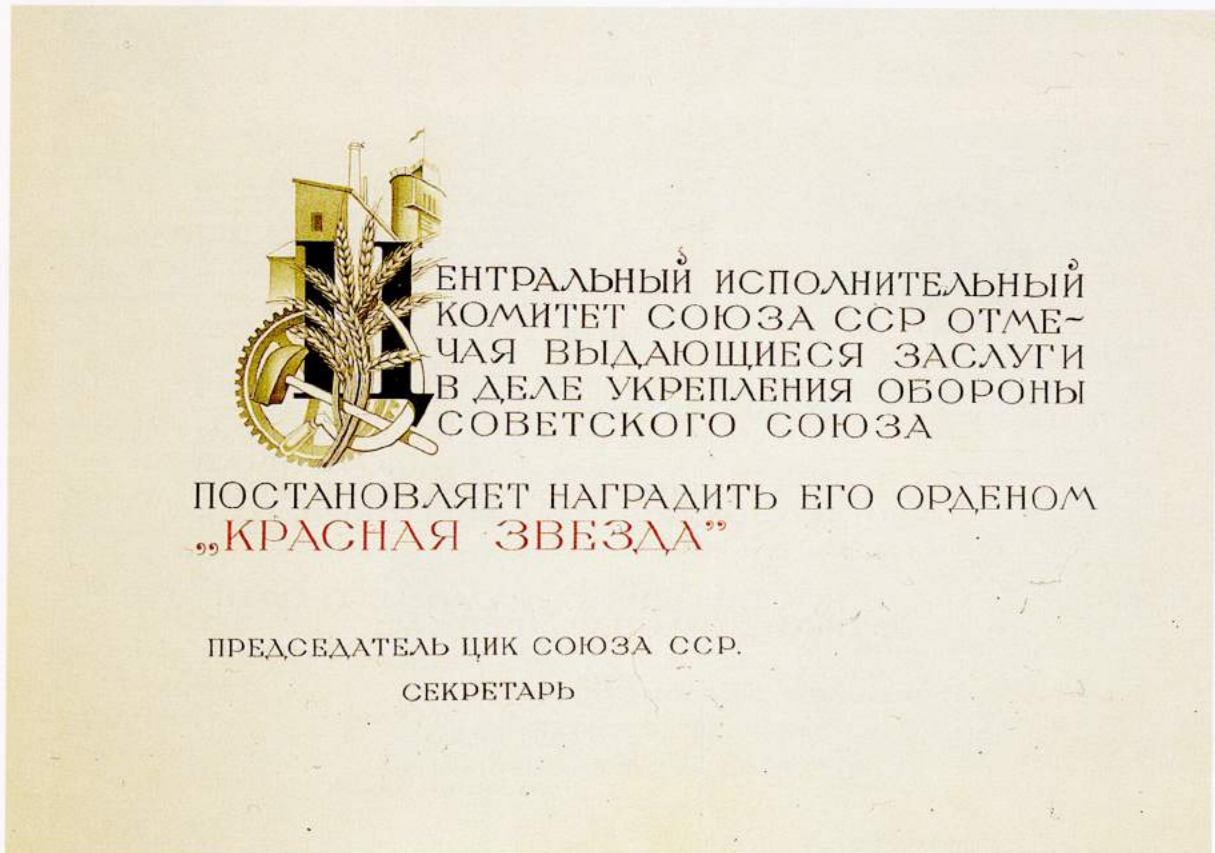 ЦЕНТРАЛЬНЫЙ ИСПОЛНИТЕЛЬНЫЙ
КОМИТЕТ СОЮЗА ССР ОТМЕ~
ЧАЯ ВЫДАЮЩИЕСЯ ЗАСЛУГИ
В ДЕЛЕ УКРЕПЛЕНИЯ ОБОРОНЫ
СОВЕТСКОГО СОЮЗА
ПОСТАНОВЛЯЕТ НАГРАДИТЬ ЕГО ОРДЕНОМ
„КРАСНАЯ ЗВЕЗДА”
ПРЕДСЕДАТЕЛЬ ЦИК СОЮЗА ССР.
СЕКРЕТАРЬ